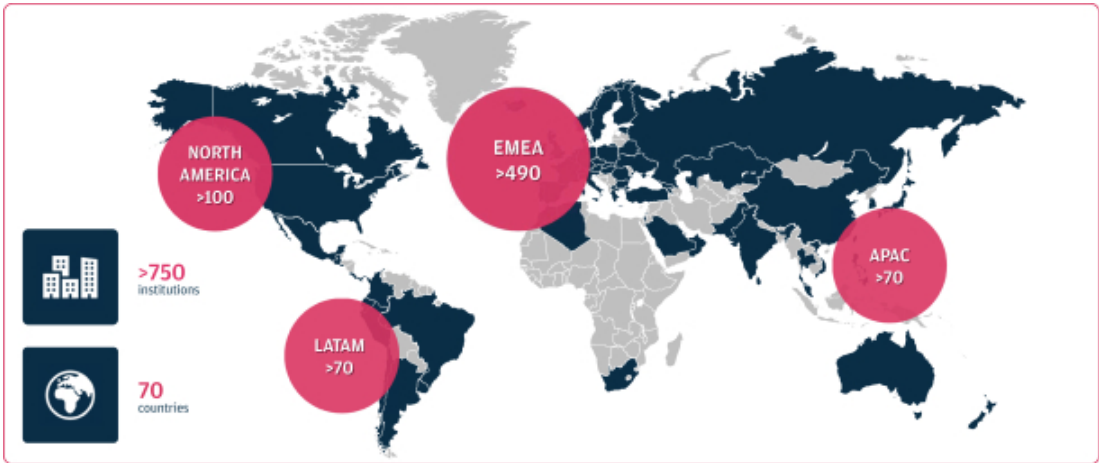 NORTH
AMERICA
>100
EMEA
>490
APAC
>70
LATAM
>70
>750
institutions
70
countries